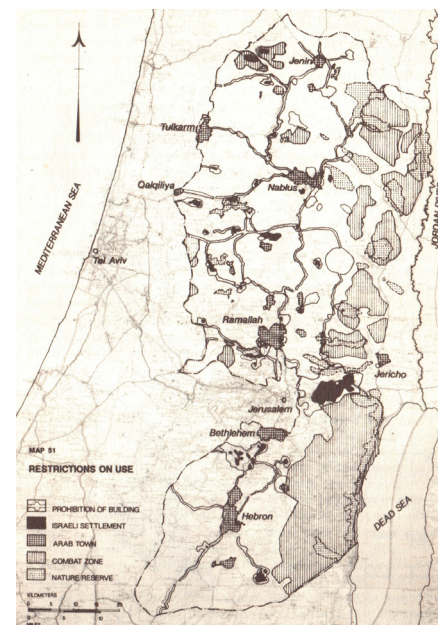 Jenin
Tulkarm
Qalqiliya
Nablus
MEDITERRANEAN SEA
Tel Aviv
Ramallah
Jericho
Jerusalem
Bethlehem
MAP 51
RESTRICTIONS ON USE
PROHIBITION OF BUILDING
ISRAELI SETTLEMENT
ARAB TOWN
COMBAT ZONE
NATURE RESERVE
Hebron
DEAD SEA
KILOMETERS